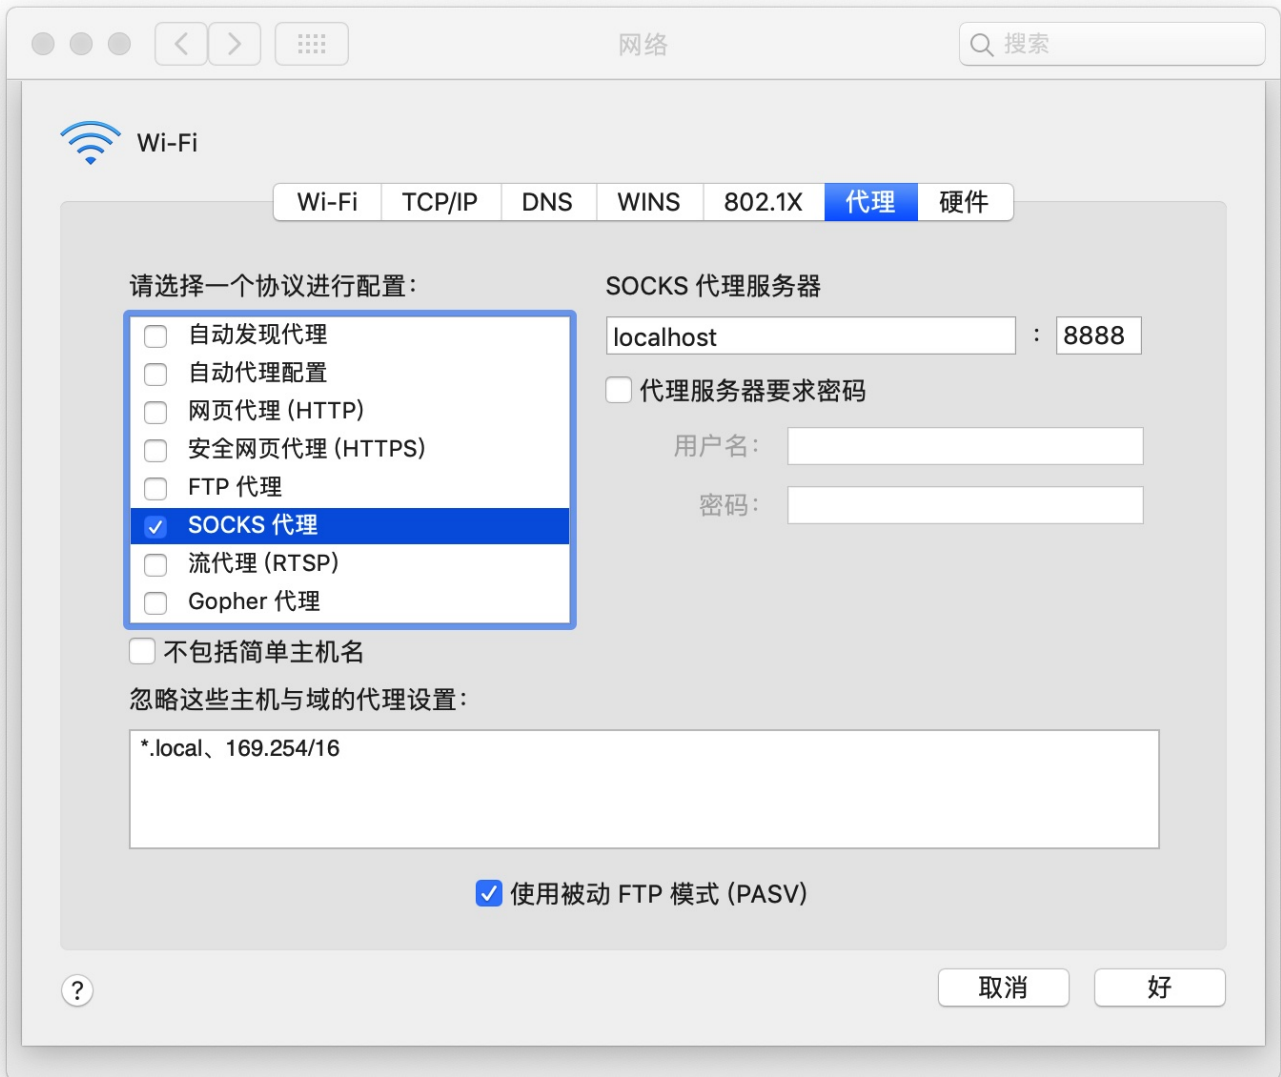 网络
搜索
Wi-Fi
Wi-Fi TCP/IP DNS WINS 802.1X 代理 硬件
请选择一个协议进行配置：
自动发现代理
自动代理配置
网页代理 (HTTP)
安全网页代理 (HTTPS)
FTP 代理
SOCKS 代理
流代理 (RTSP)
Gopher 代理
SOCKS 代理服务器
localhost : 8888
代理服务器要求密码
用户名：
密码：
不包括简单主机名
忽略这些主机与域的代理设置：
*.local、169.254/16
使用被动 FTP 模式 (PASV)
?
取消 好